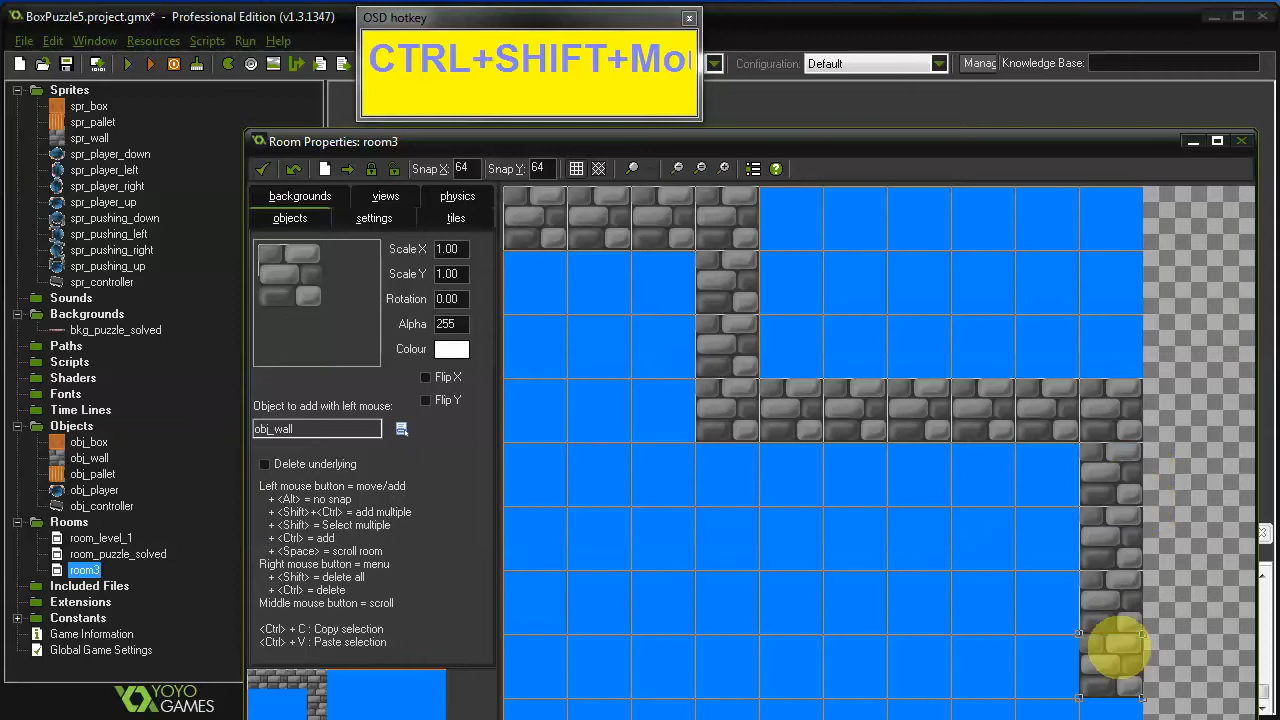 BoxPuzzle5.project.gmx* - Professional Edition (v1.3.1347)
OSD hotkey
CTRL+SHIFT+Mo
File Edit Window Resources Scripts Run Help
Configuration: Default Manag Knowledge Base:
Sprites
spr_box
spr_pallet
spr_wall
spr_player_down
spr_player_left
spr_player_right
spr_player_up
spr_pushing_down
spr_pushing_left
spr_pushing_right
spr_pushing_up
spr_controller
Sounds
Backgrounds
bkg_puzzle_solved
Paths
Scripts
Shaders
Fonts
Time Lines
Objects
obj_box
obj_wall
obj_pallet
obj_player
obj_controller
Rooms
room_level_1
room_puzzle_solved
room3
Included Files
Extensions
Constants
Game Information
Global Game Settings
YOYO
GAMES
Room Properties: room3
Snap X: 64 Snap Y: 64
backgrounds views physics
objects settings tiles
Scale X 1.00
Scale Y 1.00
Rotation 0.00
Alpha 255
Colour
Flip X
Flip Y
Object to add with left mouse:
obj_wall
Delete underlying
Left mouse button = move/add
+ <Alt> = no snap
+ <Shift>+<Ctrl> = add multiple
+ <Shift> = Select multiple
+ <Ctrl> = add
+ <Space> = scroll room
Right mouse button = menu
+ <Shift> = delete all
+ <Ctrl> = delete
Middle mouse button = scroll
<Ctrl> + C : Copy selection
<Ctrl> + V : Paste selection